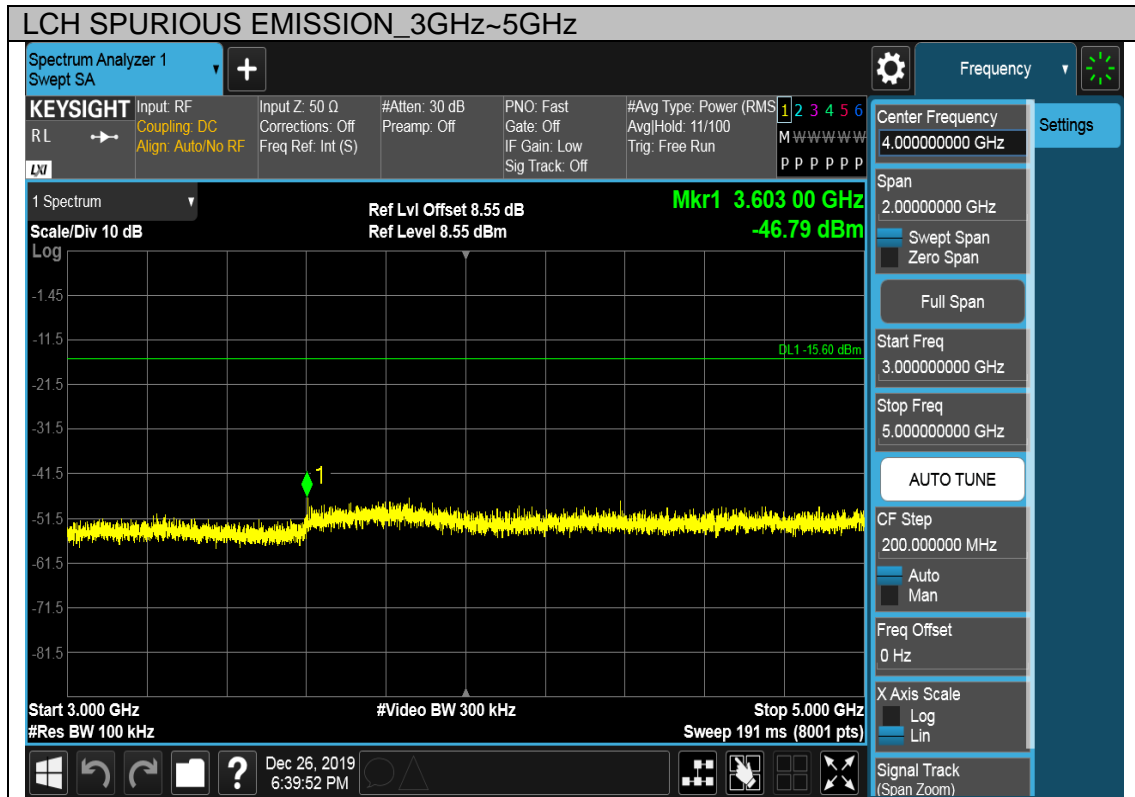 LCH SPURIOUS EMISSION_3GHz~5GHz
Spectrum Analyzer 1
Swept SA
+
Frequency
KEYSIGHT
RL
LXI
Input: RF
Coupling: DC
Align: Auto/No RF
Input Z: 50 Ω
Corrections: Off
Freq Ref: Int (S)
#Atten: 30 dB
Preamp: Off
PNO: Fast
Gate: Off
IF Gain: Low
Sig Track: Off
#Avg Type: Power (RMS
Avg|Hold: 11/100
Trig: Free Run
1 2 3 4 5 6
M W W W W W
P P P P P P
1 Spectrum
Scale/Div 10 dB
Log
Ref Lvl Offset 8.55 dB
Ref Level 8.55 dBm
Mkr1 3.603 00 GHz
-46.79 dBm
-1.45
-11.5
DL1 -15.60 dBm
-21.5
-31.5
-41.5
1
-51.5
-61.5
-71.5
-81.5
Start 3.000 GHz
#Video BW 300 kHz
Stop 5.000 GHz
#Res BW 100 kHz
Sweep 191 ms (8001 pts)
?
Dec 26, 2019
6:39:52 PM
Center Frequency
4.000000000 GHz
Settings
Span
2.00000000 GHz
Swept Span
Zero Span
Full Span
Start Freq
3.000000000 GHz
Stop Freq
5.000000000 GHz
AUTO TUNE
CF Step
200.000000 MHz
Auto
Man
Freq Offset
0 Hz
X Axis Scale
Log
Lin
Signal Track
(Span Zoom)